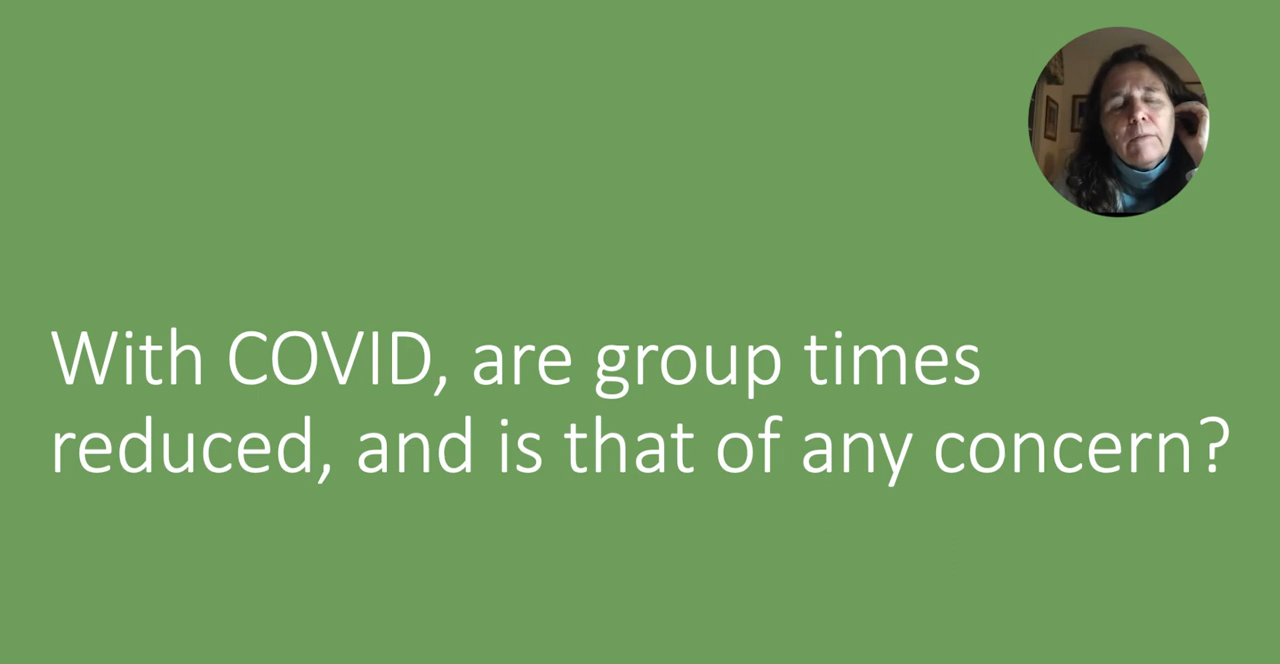 With COVID, are group times
reduced, and is that of any concern?